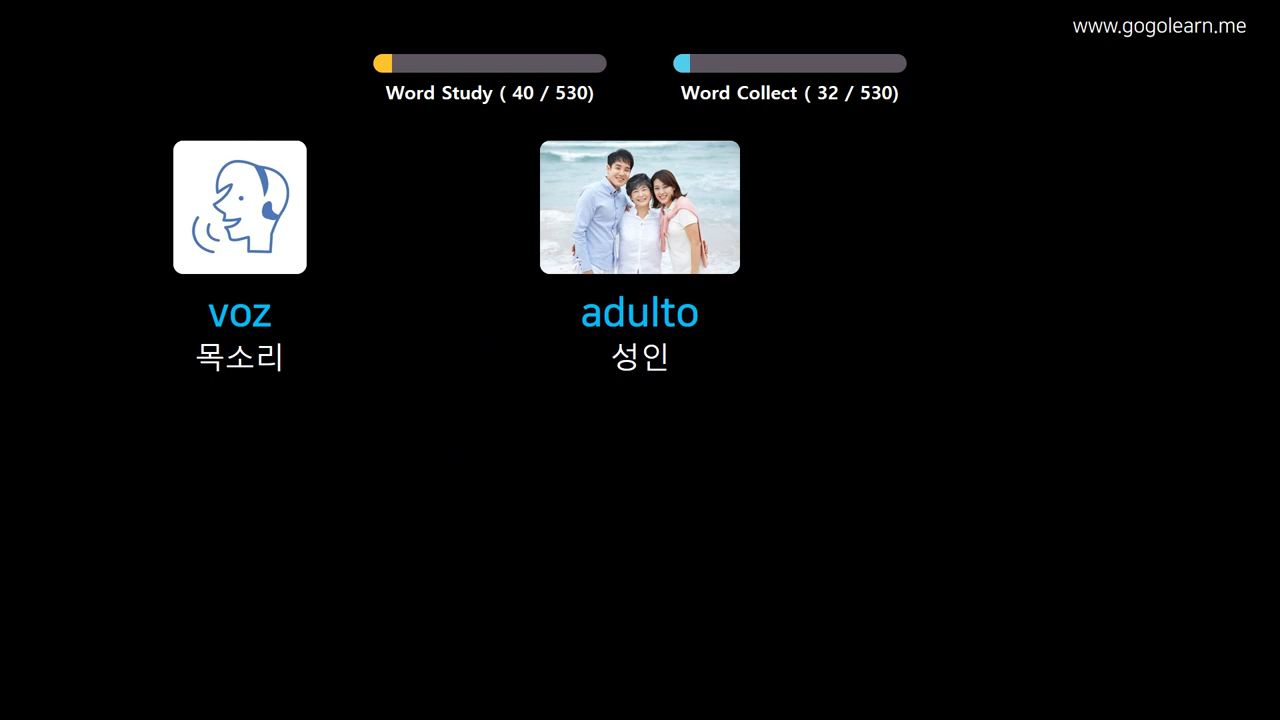 www.gogolearn.me
Word Study ( 40 / 530)
Word Collect ( 32 / 530)
voz
목소리
adulto
성인